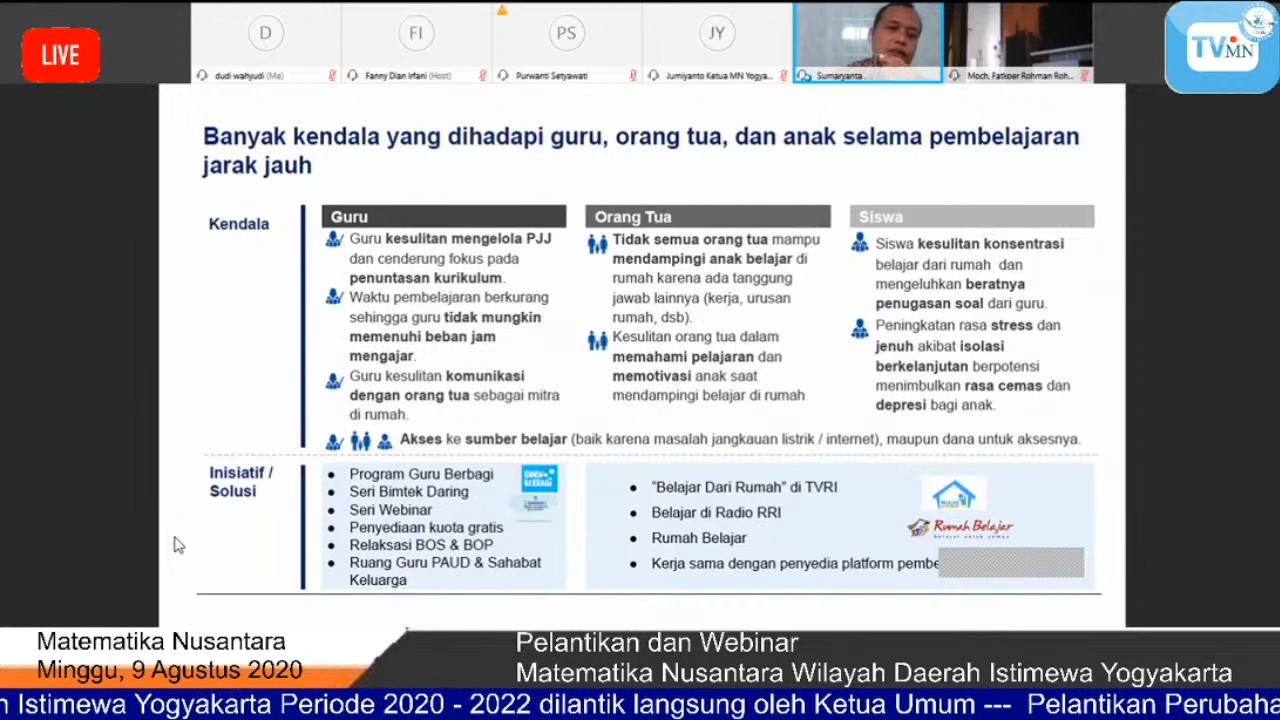 LIVE
D
FI
PS
JY
dudi wahyudi (Me)
Fanny Dian Irfani (Host)
Purwanti Setyawati
Jumiyanto Ketua MN Yogya...
Sumaryanta .
Moch. Fatkoer Rohman Roh...
TVMN
Banyak kendala yang dihadapi guru, orang tua, dan anak selama pembelajaran
jarak jauh
Kendala
Guru
Guru kesulitan mengelola PJJ
dan cenderung fokus pada
penuntasan kurikulum.
Waktu pembelajaran berkurang
sehingga guru tidak mungkin
memenuhi beban jam
mengajar.
Guru kesulitan komunikasi
dengan orang tua sebagai mitra
di rumah.
Orang Tua
Tidak semua orang tua mampu
mendampingi anak belajar di
rumah karena ada tanggung
jawab lainnya (kerja, urusan
rumah, dsb).
Kesulitan orang tua dalam
memahami pelajaran dan
memotivasi anak saat
mendampingi belajar di rumah
Siswa
Siswa kesulitan konsentrasi
belajar dari rumah dan
mengeluhkan beratnya
penugasan soal dari guru.
Peningkatan rasa stress dan
jenuh akibat isolasi
berkelanjutan berpotensi
menimbulkan rasa cemas dan
depresi bagi anak.
Akses ke sumber belajar (baik karena masalah jangkauan listrik / internet), maupun dana untuk aksesnya.
Inisiatif /
Solusi
• Program Guru Berbagi
• Seri Bimtek Daring
• Seri Webinar
• Penyediaan kuota gratis
• Relaksasi BOS & BOP
• Ruang Guru PAUD & Sahabat
Keluarga
GURU
BERBAGI
• “Belajar Dari Rumah” di TVRI
• Belajar di Radio RRI
• Rumah Belajar
• Kerja sama dengan penyedia platform pembe
Rumah Belajar
belajar untuk semua
Matematika Nusantara
Minggu, 9 Agustus 2020
Pelantikan dan Webinar
Matematika Nusantara Wilayah Daerah Istimewa Yogyakarta
h Istimewa Yogyakarta Periode 2020 - 2022 dilantik langsung oleh Ketua Umum --- Pelantikan Perubaha